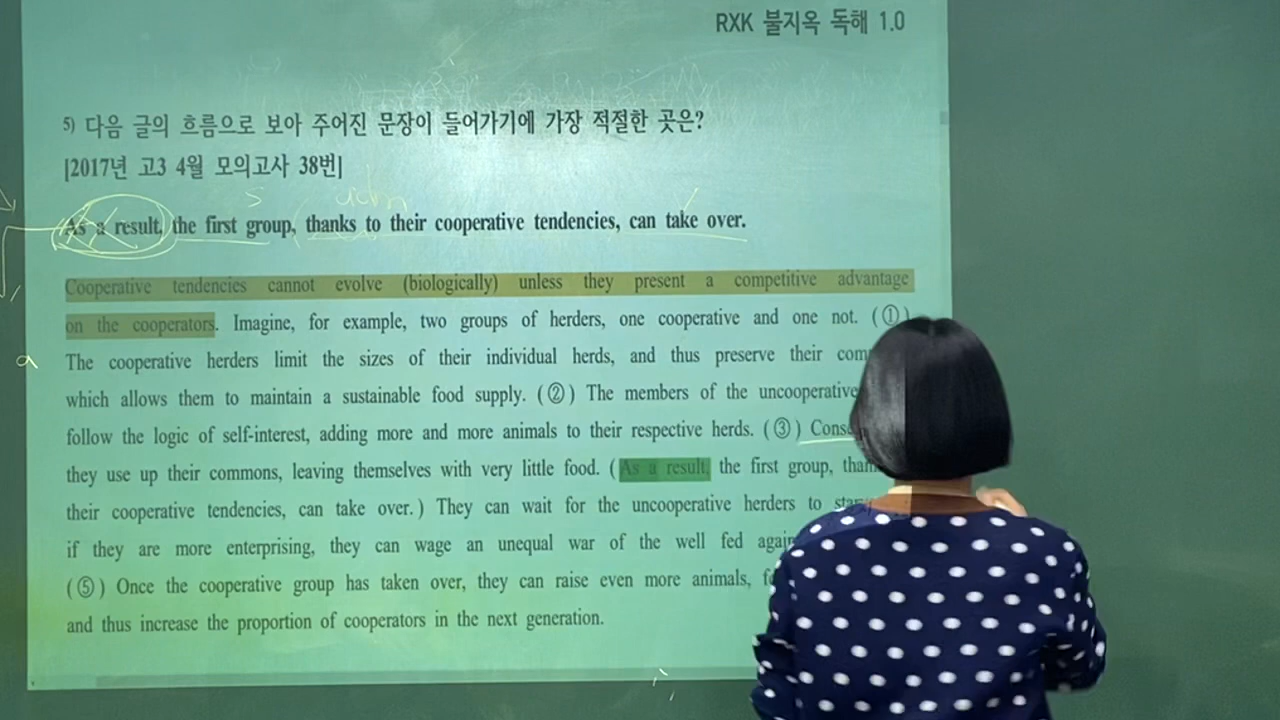 RXK 불지옥 독해 1.0
5) 다음 글의 흐름으로 보아 주어진 문장이 들어가기에 가장 적절한 곳은?
[2017년 고3 4월 모의고사 38번]
As a result, the first group, thanks to their cooperative tendencies, can take over.
Cooperative tendencies cannot evolve (biologically) unless they present a competitive advantage
on the cooperators. Imagine, for example, two groups of herders, one cooperative and one not. (①)
The cooperative herders limit the sizes of their individual herds, and thus preserve their
which allows them to maintain a sustainable food supply. (②) The members of the uncooperative
follow the logic of self-interest, adding more and more animals to their respective herds. (③)
they use up their commons, leaving themselves with very little food. (As a result, the first group,
their cooperative tendencies, can take over.) They can wait for the uncooperative herders to
if they are more enterprising, they can wage an unequal war of the well fed
(⑤) Once the cooperative group has taken over, they can raise even more animals,
and thus increase the proportion of cooperators in the next generation.
a